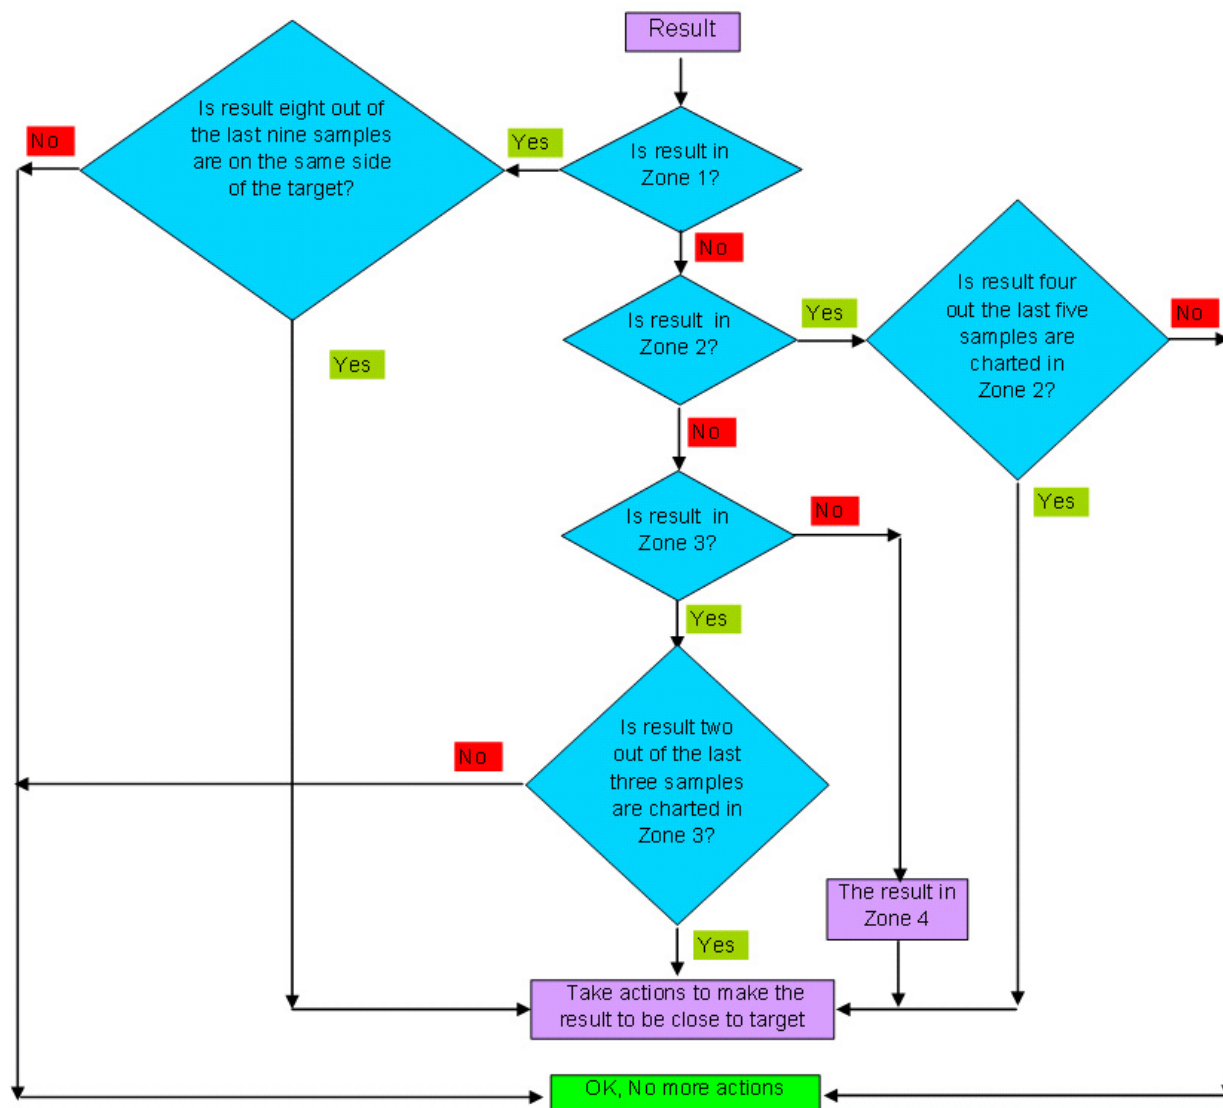 Result
Is result eight out of
the last nine samples
are on the same side
of the target?
No
Yes
Is result in
Zone 1?
No
Is result in
Zone 2?
Yes
Is result four
out the last five
samples are
charted in
Zone 2?
No
Yes
No
Is result in
Zone 3?
No
Yes
Yes
Is result two
out of the last
three samples
are charted in
Zone 3?
No
The result in
Zone 4
Yes
Take actions to make the
result to be close to target
OK, No more actions